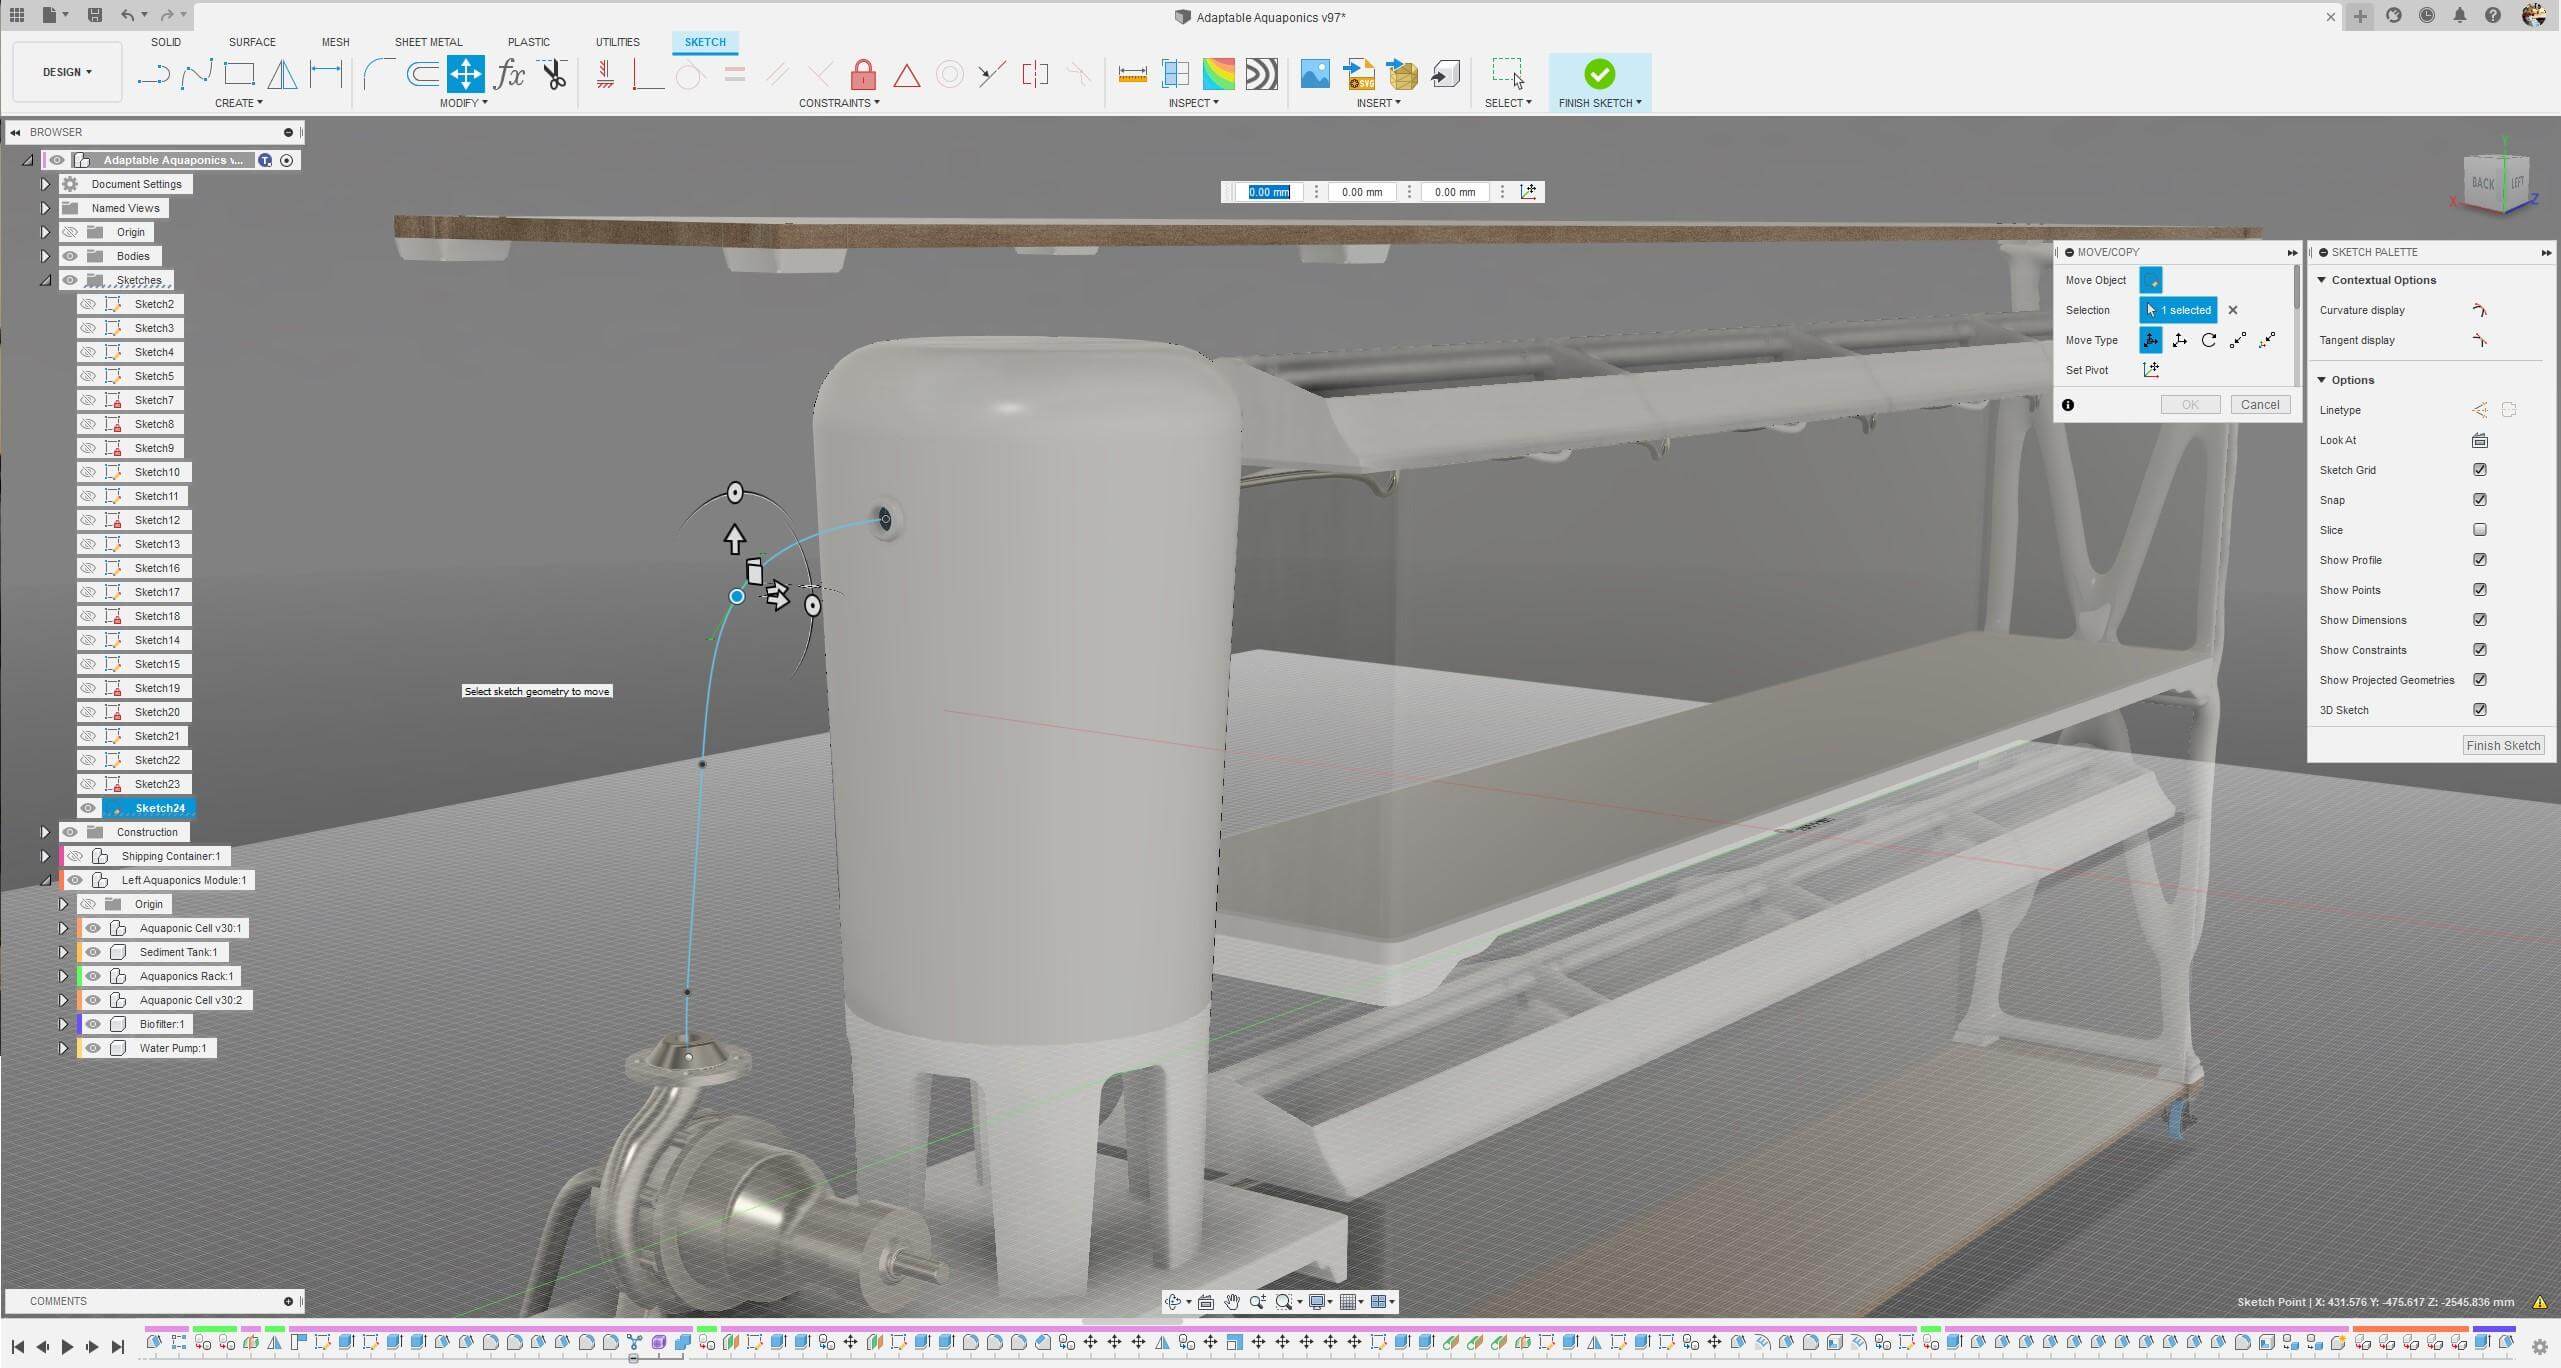 Adaptable Aquaponics v97*
DESIGN
SOLID SURFACE MESH SHEET METAL PLASTIC UTILITIES SKETCH
fx
SVG
CREATE MODIFY CONSTRAINTS INSPECT INSERT SELECT FINISH SKETCH
BROWSER
Adaptable Aquaponics v...
Document Settings
Named Views
Origin
Bodies
Sketches
Sketch2
Sketch3
Sketch4
Sketch5
Sketch7
Sketch8
Sketch9
Sketch10
Sketch11
Sketch12
Sketch13
Sketch16
Sketch17
Sketch18
Sketch14
Sketch15
Sketch19
Sketch20
Sketch21
Sketch22
Sketch23
Sketch24
Construction
Shipping Container:1
Left Aquaponics Module:1
Origin
Aquaponic Cell v30:1
Sediment Tank:1
Aquaponics Rack:1
Aquaponic Cell v30:2
Biofilter:1
Water Pump:1
COMMENTS
0.00 mm 0.00 mm 0.00 mm
Select sketch geometry to move
Y
BACK LEFT
X Z
MOVE/COPY
Move Object
Selection 1 selected
Move Type
Set Pivot
OK Cancel
SKETCH PALETTE
Contextual Options
Curvature display
Tangent display
Options
Linetype
Look At
Sketch Grid
Snap
Slice
Show Profile
Show Points
Show Dimensions
Show Constraints
Show Projected Geometries
3D Sketch
Finish Sketch
Sketch Point | X: 431.576 Y: -475.617 Z: -2545.836 mm